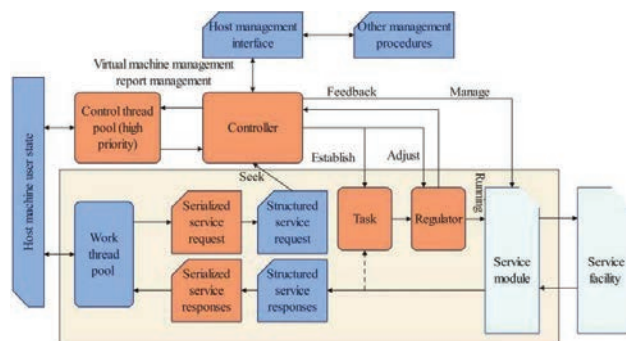 Host management
interface
Other management
procedures
Virtual machine management
report management
Feedback
Manage
Control thread
pool (high
priority)
Controller
Host machine user state
Establish
Adjust
Seek
Running
Work
thread
pool
Serialized
service
request
Structured
service
request
Task
Regulator
Service
module
Service
facility
Serialized
service
responses
Structured
service
responses